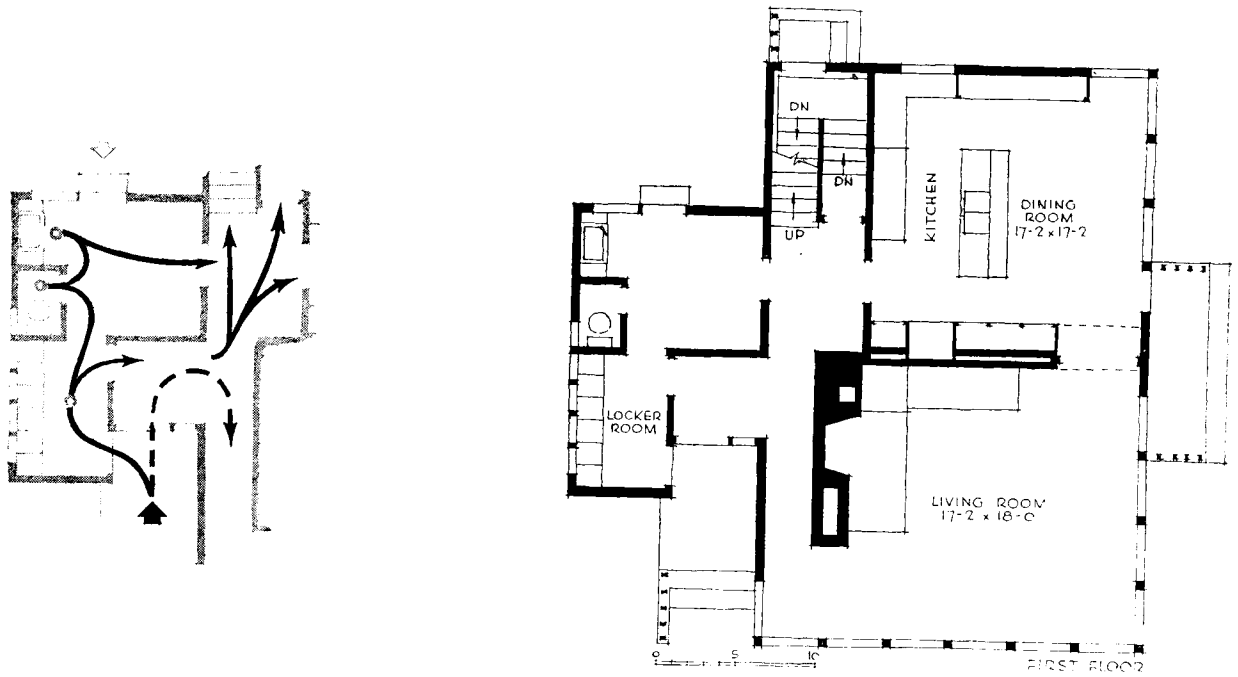 DN
DN
UP
KITCHEN
DINING
ROOM
17-2 x 17-2
LOCKER
ROOM
LIVING ROOM
17-2 x 18-0
0 5 10
FIRST FLOOR